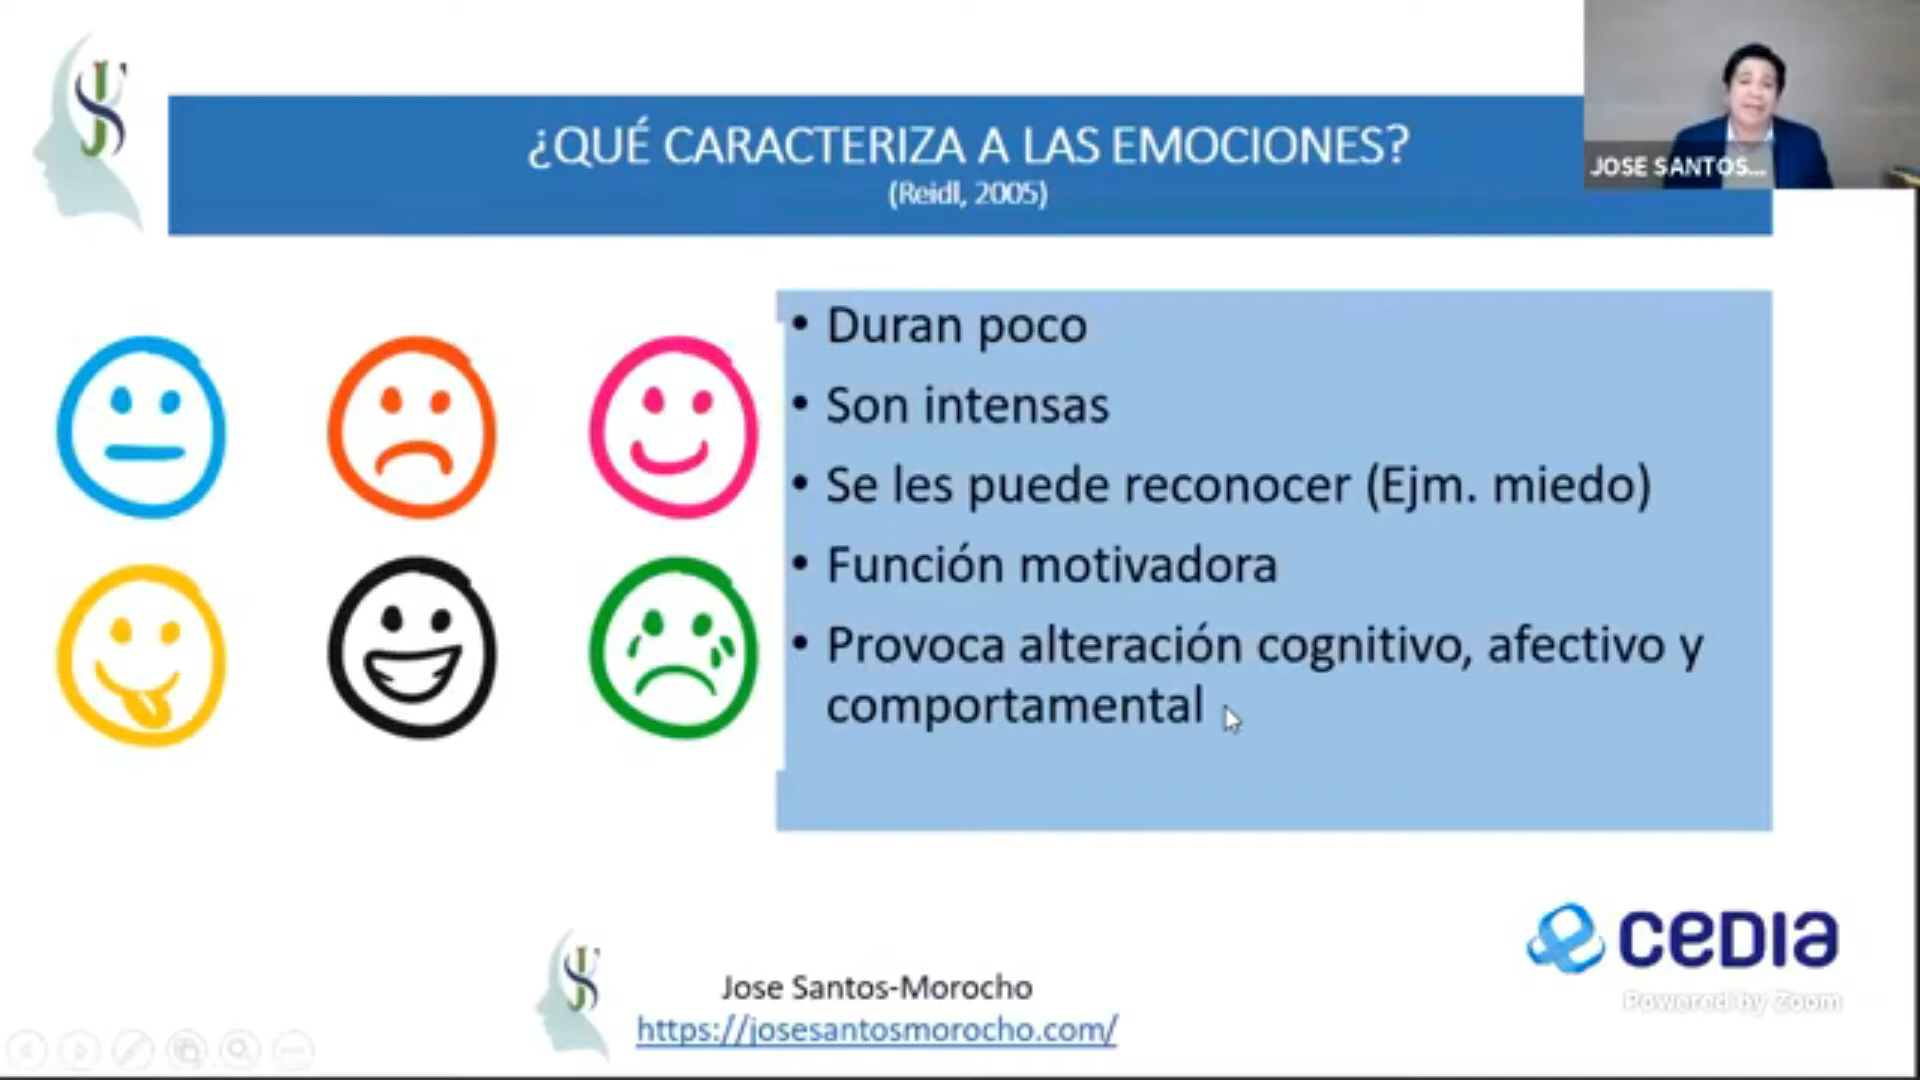 ¿QUÉ CARACTERIZA A LAS EMOCIONES?
(Reidl, 2005)
JOSE SANTOS...
• Duran poco
• Son intensas
• Se les puede reconocer (Ejm. miedo)
• Función motivadora
• Provoca alteración cognitivo, afectivo y
comportamental
Jose Santos-Morocho
https://josesantosmorocho.com/
CEDIA
Powered by Zoom